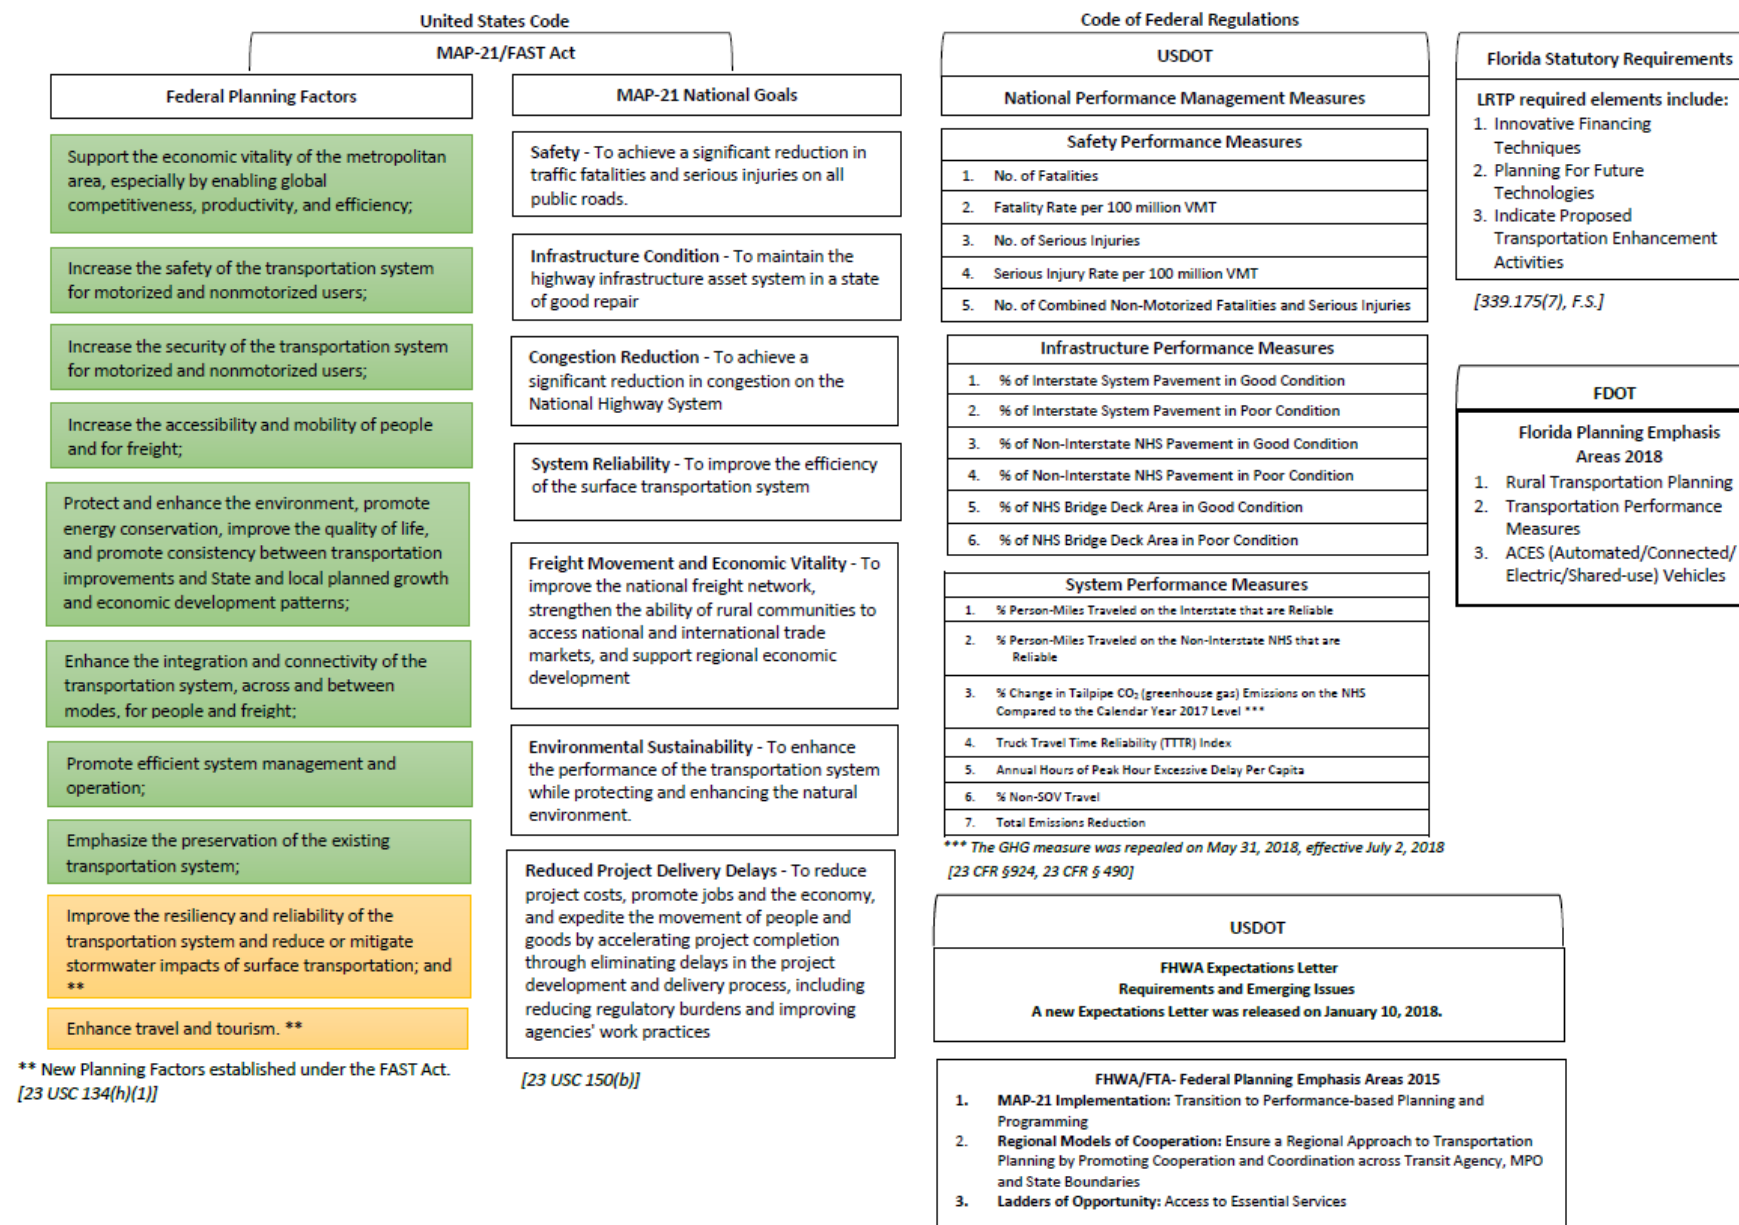 United States Code
MAP-21/FAST Act
Federal Planning Factors
Support the economic vitality of the metropolitan
area, especially by enabling global
competitiveness, productivity, and efficiency;
Increase the safety of the transportation system
for motorized and nonmotorized users;
Increase the security of the transportation system
for motorized and nonmotorized users;
Increase the accessibility and mobility of people
and for freight;
Protect and enhance the environment, promote
energy conservation, improve the quality of life,
and promote consistency between transportation
improvements and State and local planned growth
and economic development patterns;
Enhance the integration and connectivity of the
transportation system, across and between
modes, for people and freight;
Promote efficient system management and
operation;
Emphasize the preservation of the existing
transportation system;
Improve the resiliency and reliability of the
transportation system and reduce or mitigate
stormwater impacts of surface transportation; and
**
Enhance travel and tourism. **
** New Planning Factors established under the FAST Act.
[23 USC 134(h)(1)]
MAP-21 National Goals
Safety - To achieve a significant reduction in
traffic fatalities and serious injuries on all
public roads.
Infrastructure Condition - To maintain the
highway infrastructure asset system in a state
of good repair
Congestion Reduction - To achieve a
significant reduction in congestion on the
National Highway System
System Reliability - To improve the efficiency
of the surface transportation system
Freight Movement and Economic Vitality - To
improve the national freight network,
strengthen the ability of rural communities to
access national and international trade
markets, and support regional economic
development
Environmental Sustainability - To enhance
the performance of the transportation system
while protecting and enhancing the natural
environment.
Reduced Project Delivery Delays - To reduce
project costs, promote jobs and the economy,
and expedite the movement of people and
goods by accelerating project completion
through eliminating delays in the project
development and delivery process, including
reducing regulatory burdens and improving
agencies' work practices
[23 USC 150(b)]
Code of Federal Regulations
USDOT
National Performance Management Measures
Safety Performance Measures
1. No. of Fatalities
2. Fatality Rate per 100 million VMT
3. No. of Serious Injuries
4. Serious Injury Rate per 100 million VMT
5. No. of Combined Non-Motorized Fatalities and Serious Injuries
Infrastructure Performance Measures
1. % of Interstate System Pavement in Good Condition
2. % of Interstate System Pavement in Poor Condition
3. % of Non-Interstate NHS Pavement in Good Condition
4. % of Non-Interstate NHS Pavement in Poor Condition
5. % of NHS Bridge Deck Area in Good Condition
6. % of NHS Bridge Deck Area in Poor Condition
System Performance Measures
1. % Person-Miles Traveled on the Interstate that are Reliable
2. % Person-Miles Traveled on the Non-Interstate NHS that are
Reliable
3. % Change in Tailpipe CO₂ (greenhouse gas) Emissions on the NHS
Compared to the Calendar Year 2017 Level ***
4. Truck Travel Time Reliability (TTTR) Index
5. Annual Hours of Peak Hour Excessive Delay Per Capita
6. % Non-SOV Travel
7. Total Emissions Reduction
*** The GHG measure was repealed on May 31, 2018, effective July 2, 2018
[23 CFR §924, 23 CFR § 490]
USDOT
FHWA Expectations Letter
Requirements and Emerging Issues
A new Expectations Letter was released on January 10, 2018.
FHWA/FTA- Federal Planning Emphasis Areas 2015
1. MAP-21 Implementation: Transition to Performance-based Planning and
Programming
2. Regional Models of Cooperation: Ensure a Regional Approach to Transportation
Planning by Promoting Cooperation and Coordination across Transit Agency, MPO
and State Boundaries
3. Ladders of Opportunity: Access to Essential Services
Florida Statutory Requirements
LRTP required elements include:
1. Innovative Financing
Techniques
2. Planning For Future
Technologies
3. Indicate Proposed
Transportation Enhancement
Activities
[339.175(7), F.S.]
FDOT
Florida Planning Emphasis
Areas 2018
1. Rural Transportation Planning
2. Transportation Performance
Measures
3. ACES (Automated/Connected/
Electric/Shared-use) Vehicles